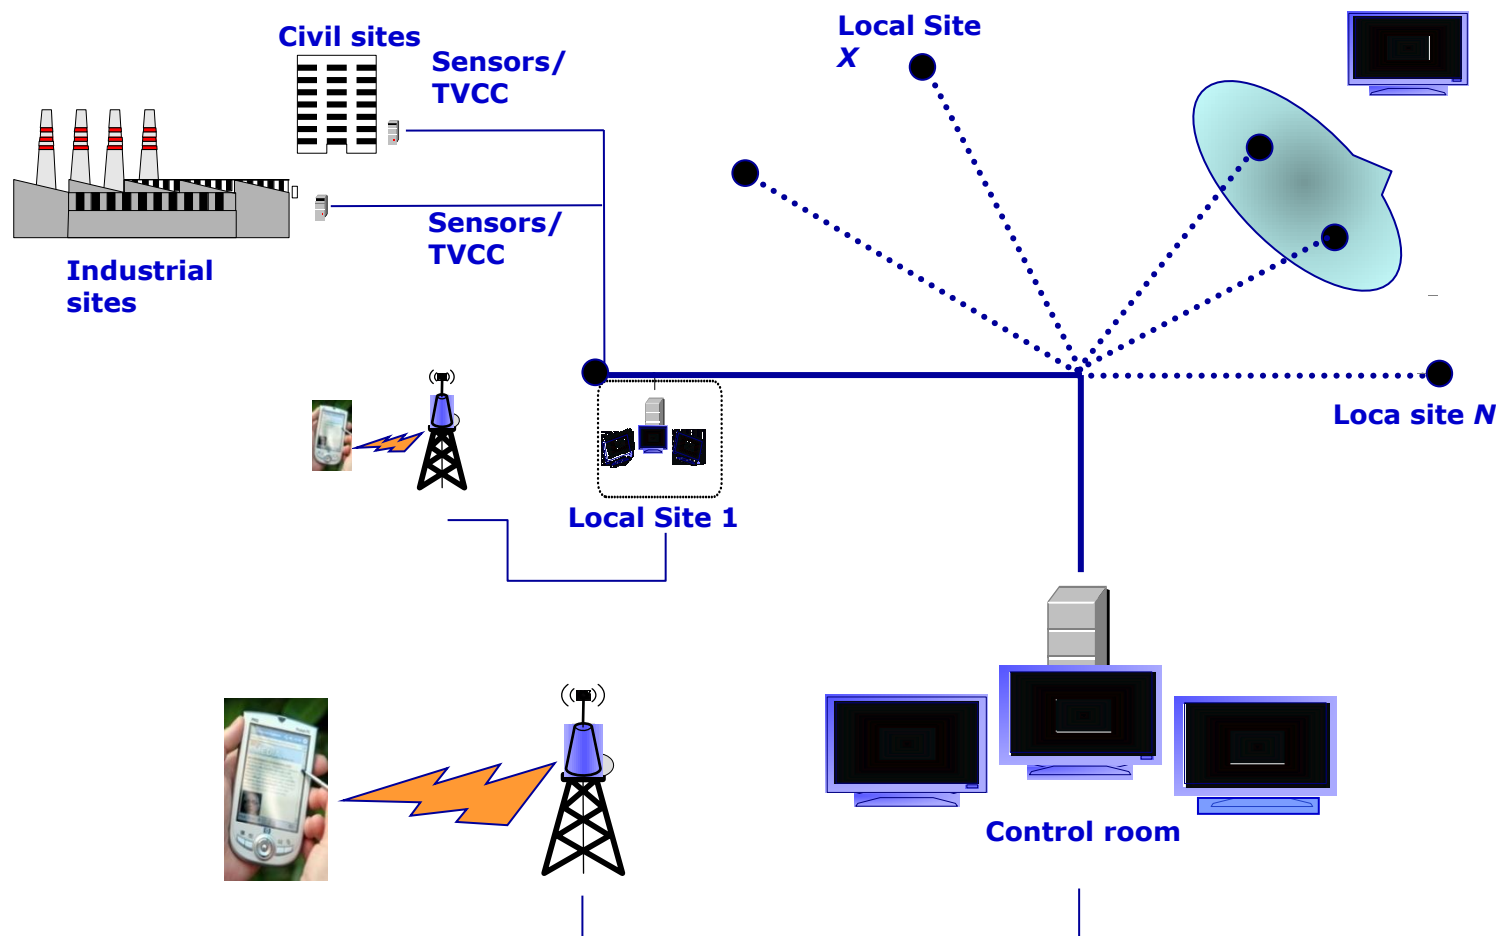 Civil sites
Sensors/
TVCC
Local Site
X
Sensors/
TVCC
Industrial
sites
Loca site N
Local Site 1
Control room